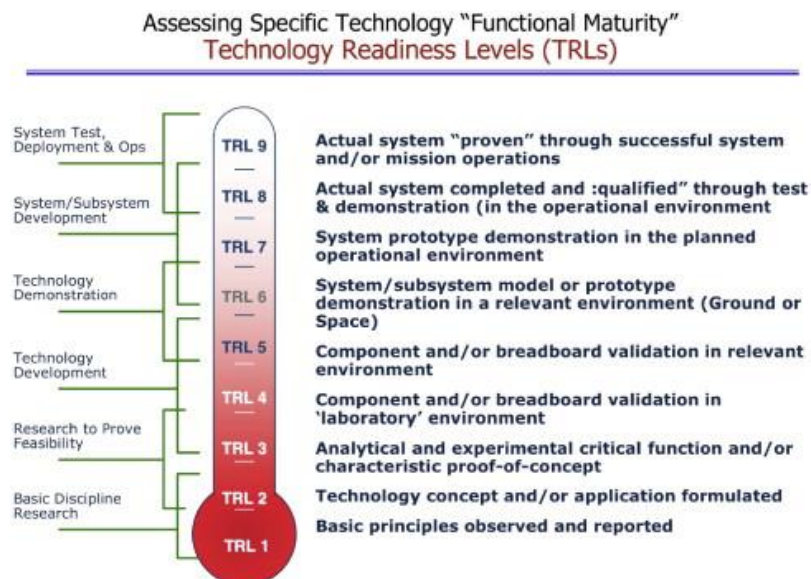 Assessing Specific Technology “Functional Maturity”
Technology Readiness Levels (TRLs)
System Test,
Deployment & Ops
System/Subsystem
Development
Technology
Demonstration
Technology
Development
Research to Prove
Feasibility
Basic Discipline
Research
TRL 9
TRL 8
TRL 7
TRL 6
TRL 5
TRL 4
TRL 3
TRL 2
TRL 1
Actual system “proven” through successful system
and/or mission operations
Actual system completed and :qualified” through test
& demonstration (in the operational environment
System prototype demonstration in the planned
operational environment
System/subsystem model or prototype
demonstration in a relevant environment (Ground or
Space)
Component and/or breadboard validation in relevant
environment
Component and/or breadboard validation in
‘laboratory’ environment
Analytical and experimental critical function and/or
characteristic proof-of-concept
Technology concept and/or application formulated
Basic principles observed and reported